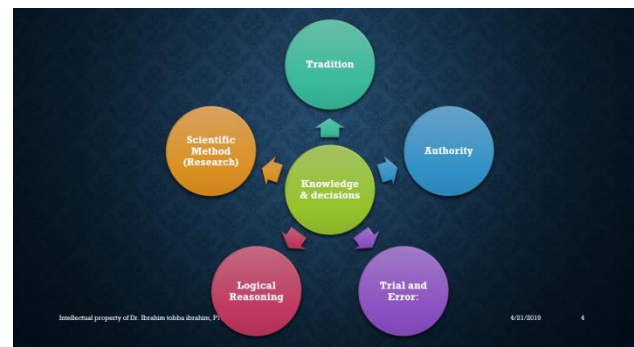 Tradition
Authority
Trial and
Error:
Logical
Reasoning
Scientific
Method
(Research)
Knowledge
& decisions
Intellectual property of Dr. Ibrahim tobba ibrahim,
4/21/2019
4